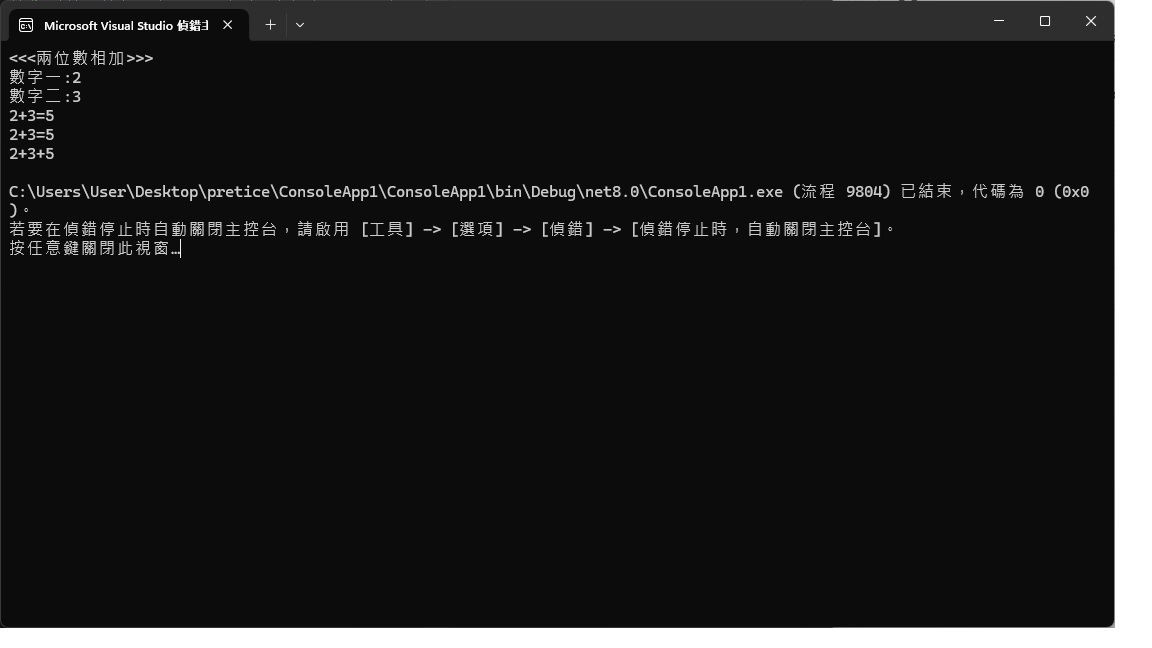 Microsoft Visual Studio 偵錯主
<<<兩位數相加>>>
數字一:2
數字二:3
2+3=5
2+3=5
2+3+5
C:\Users\User\Desktop\pretice\ConsoleApp1\ConsoleApp1\bin\Debug\net8.0\ConsoleApp1.exe (流程 9804) 已結束，代碼為 0 (0x0
)。
若要在偵錯停止時自動關閉主控台，請啟用 [工具] -> [選項] -> [偵錯] -> [偵錯停止時，自動關閉主控台]。
按任意鍵關閉此視窗…